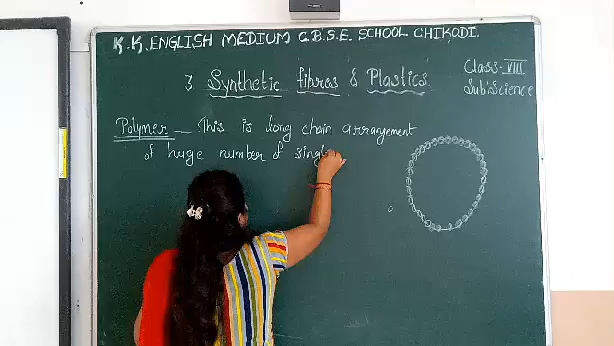 K.K. ENGLISH MEDIUM C.B.S.E. SCHOOL CHIKODI.
Class:- VIII
Sub:Science
3 Synthetic fibres & Plastics
Polymer - This is long chain arrangement
of huge number of singl